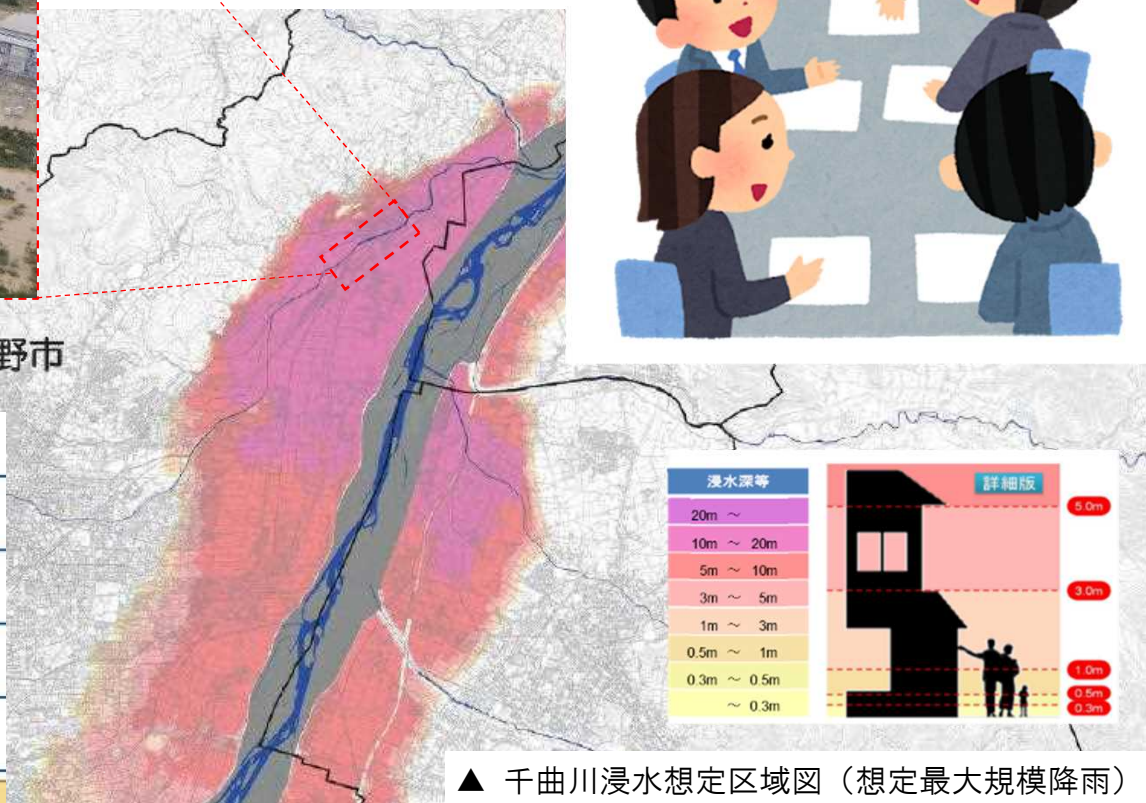 野市
浸水深等
20m ～
10m ～ 20m
5m ～ 10m
3m ～ 5m
1m ～ 3m
0.5m ～ 1m
0.3m ～ 0.5m
～ 0.3m
詳細版
5.0m
3.0m
1.0m
0.5m
0.3m
▲ 千曲川浸水想定区域図（想定最大規模降雨）